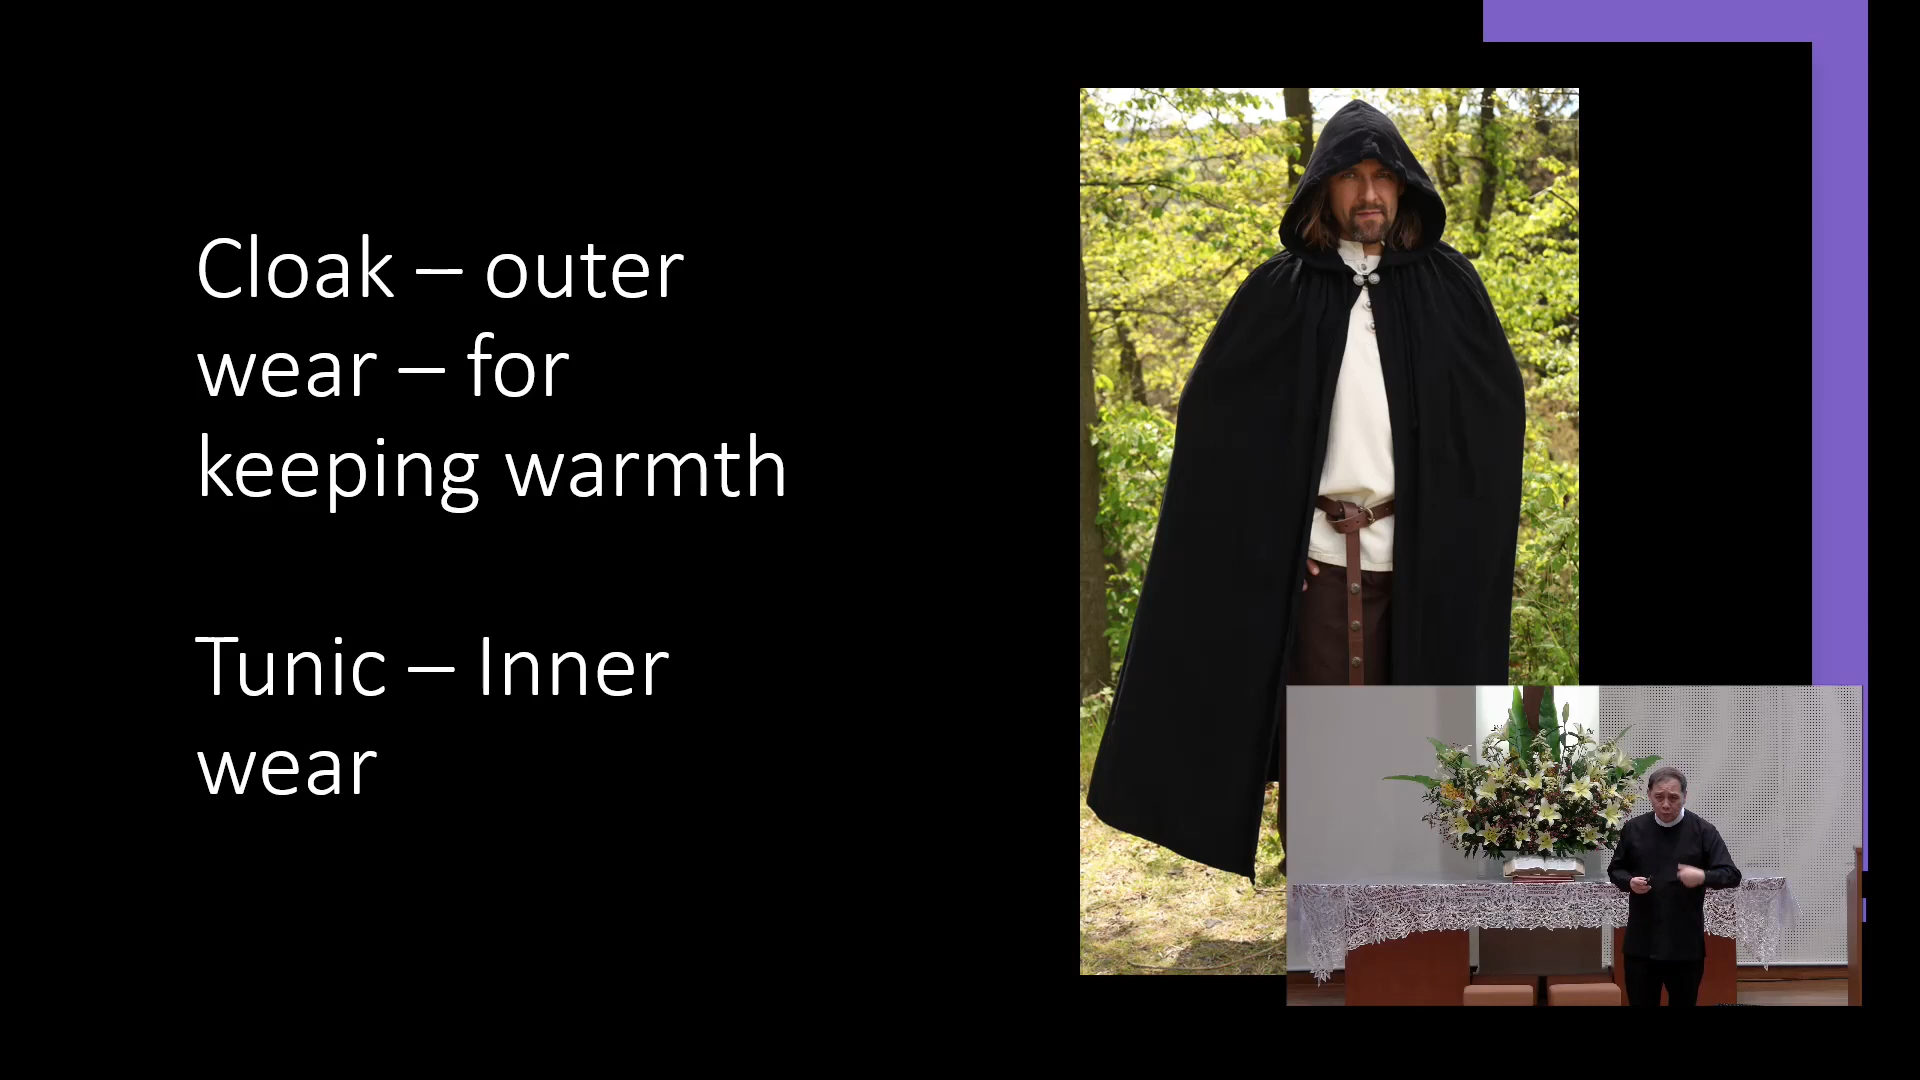 Cloak – outer
wear – for
keeping warmth
Tunic – Inner
wear